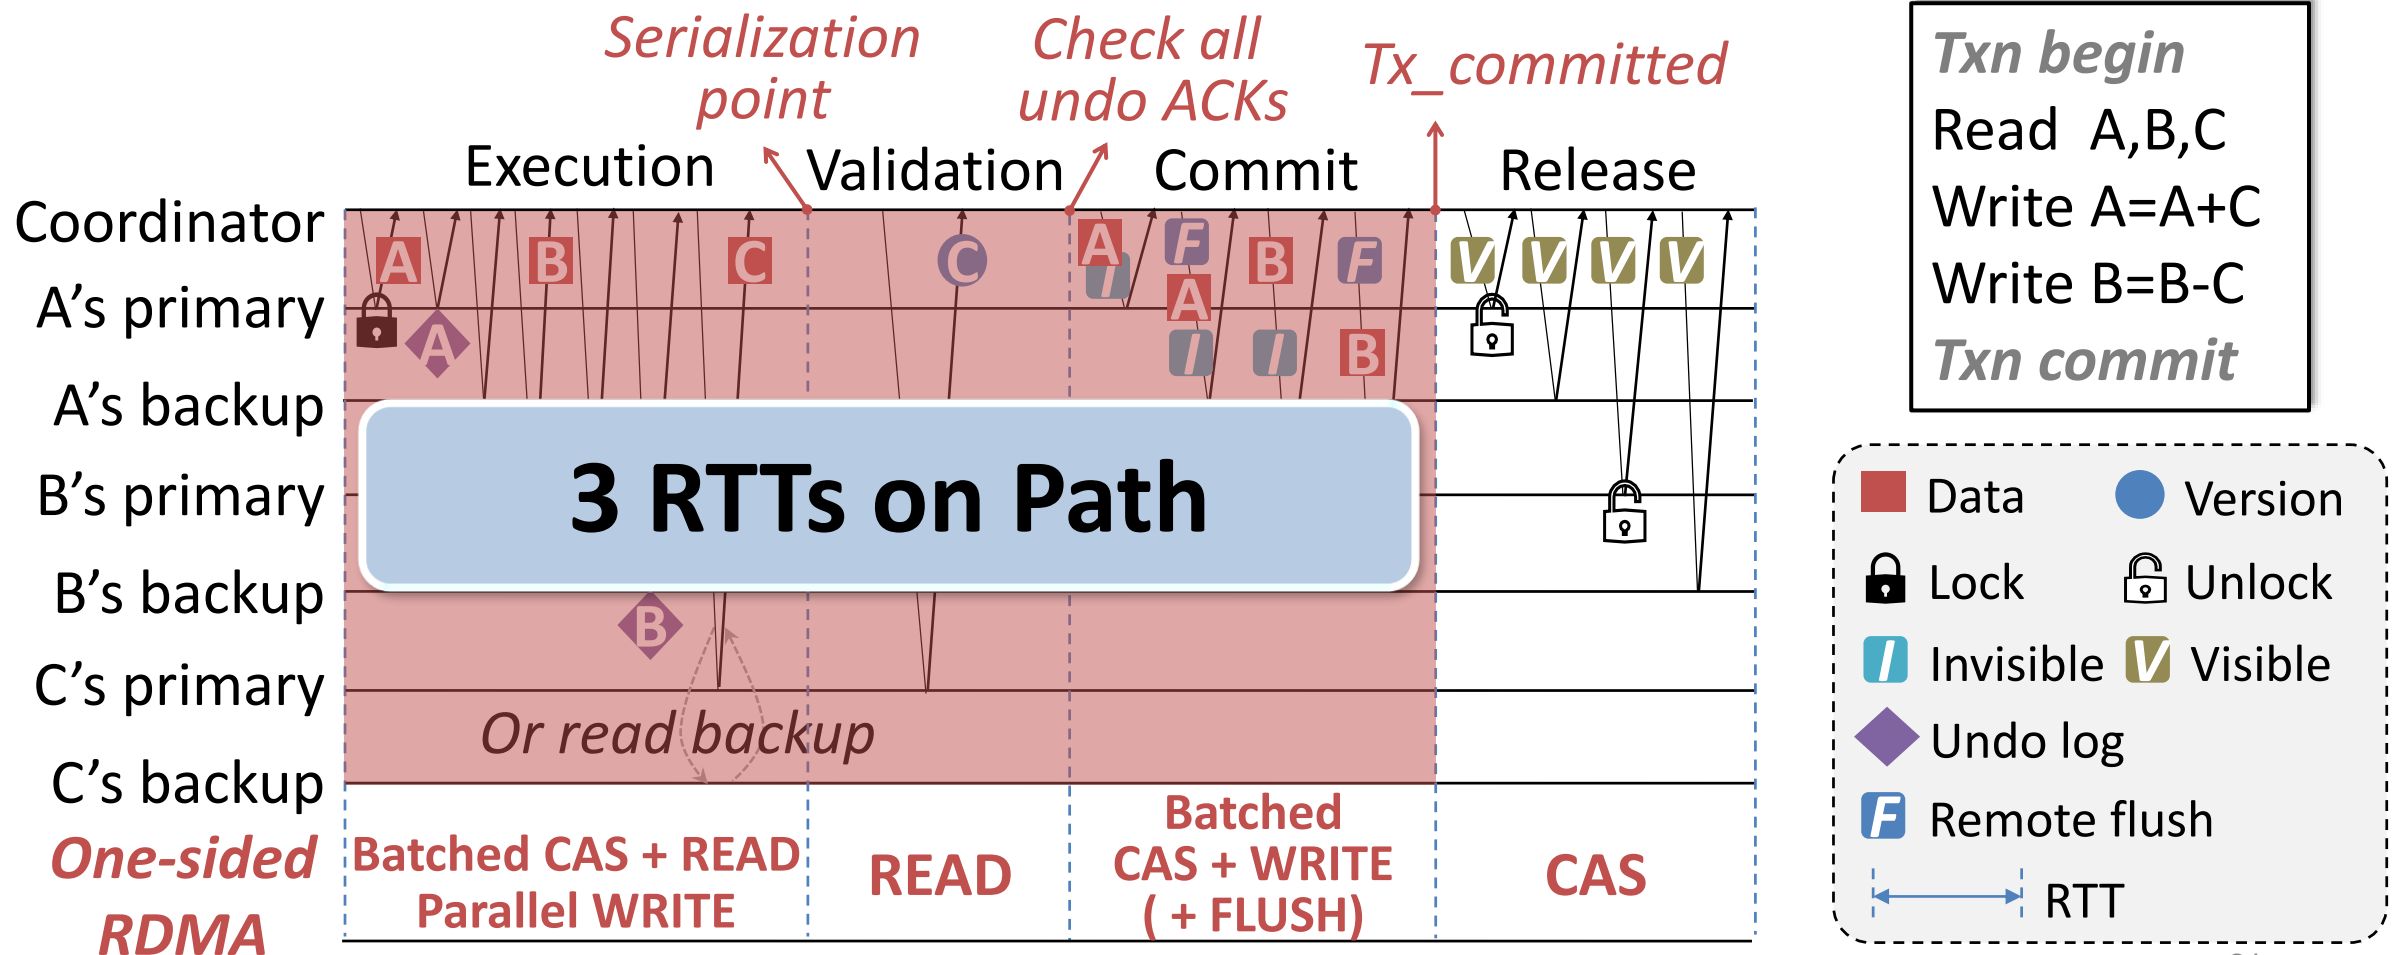 Serialization
point
Check all
undo ACKs
Tx_committed
Execution
Validation
Commit
Release
Coordinator
A's primary
A's backup
B's primary
B's backup
C's primary
C's backup
A
A
B
C
C
A
I
F
A
I
B
I
F
B
V
V
V
V
3 RTTs on Path
B
Or read backup
One-sided
RDMA
Batched CAS + READ
Parallel WRITE
READ
Batched
CAS + WRITE
( + FLUSH)
CAS
Txn begin
Read A,B,C
Write A=A+C
Write B=B-C
Txn commit
Data
Version
Lock
Unlock
I Invisible
V Visible
Undo log
F Remote flush
RTT